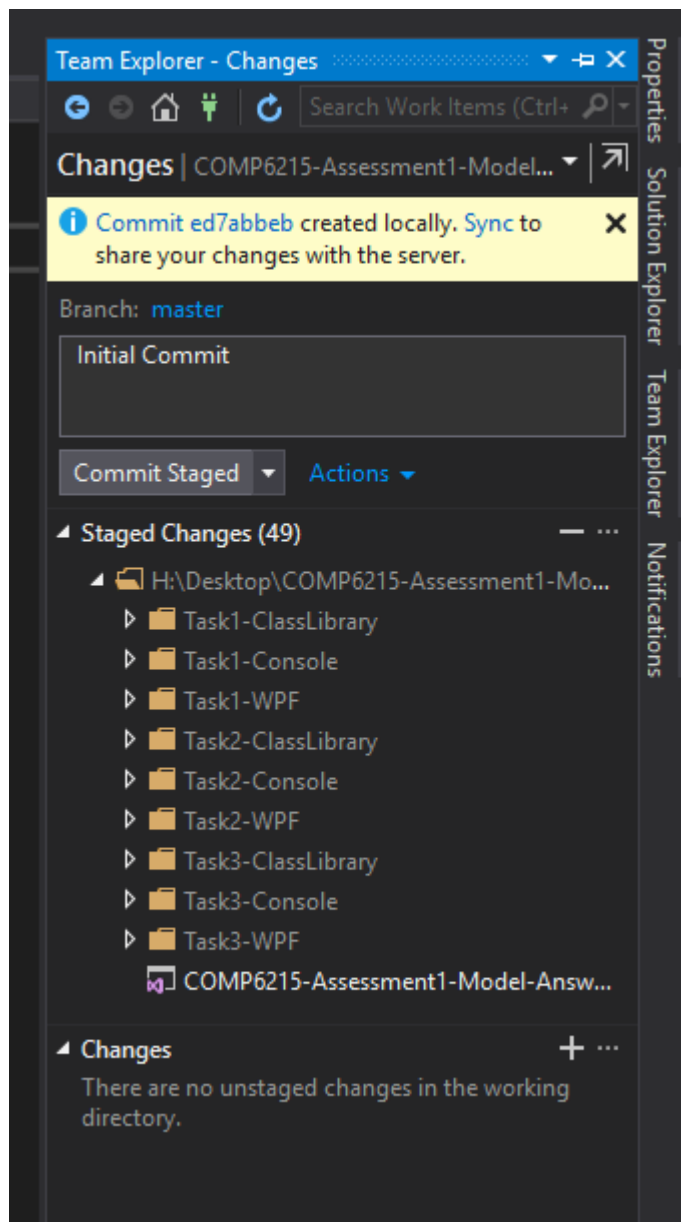 Team Explorer - Changes
Search Work Items (Ctrl+
Changes | COMP6215-Assessment1-Model...
Commit ed7abbeb created locally. Sync to
share your changes with the server.
Branch: master
Initial Commit
Commit Staged
Actions
Staged Changes (49)
H:\Desktop\COMP6215-Assessment1-Mo...
Task1-ClassLibrary
Task1-Console
Task1-WPF
Task2-ClassLibrary
Task2-Console
Task2-WPF
Task3-ClassLibrary
Task3-Console
Task3-WPF
COMP6215-Assessment1-Model-Answ...
Changes
There are no unstaged changes in the working
directory.
Properties
Solution Explorer
Team Explorer
Notifications